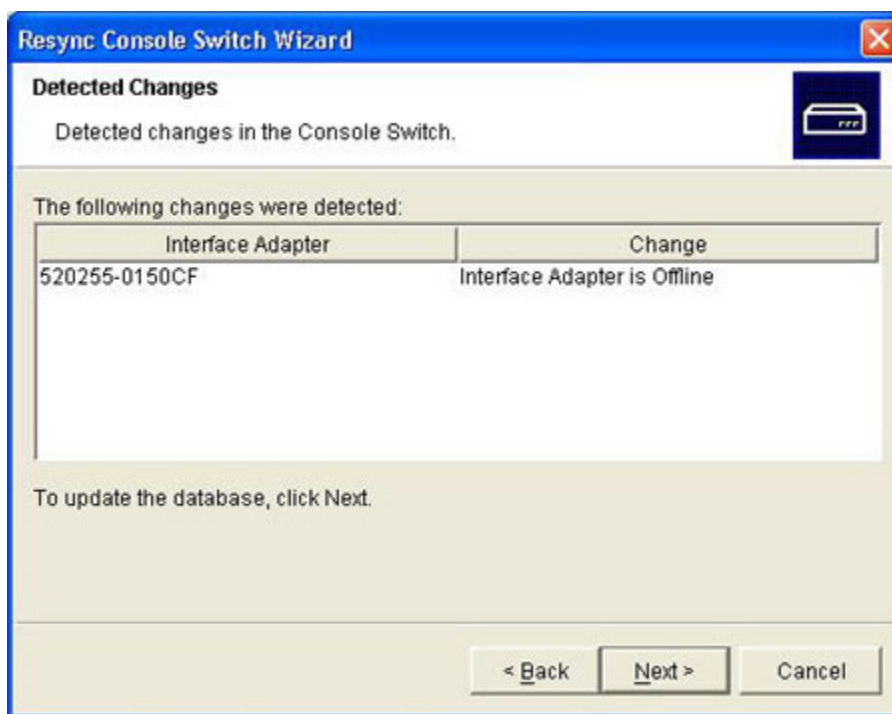 Resync Console Switch Wizard
Detected Changes
Detected changes in the Console Switch.
The following changes were detected:
Interface Adapter Change
520255-0150CF Interface Adapter is Offline
To update the database, click Next.
< Back Next > Cancel